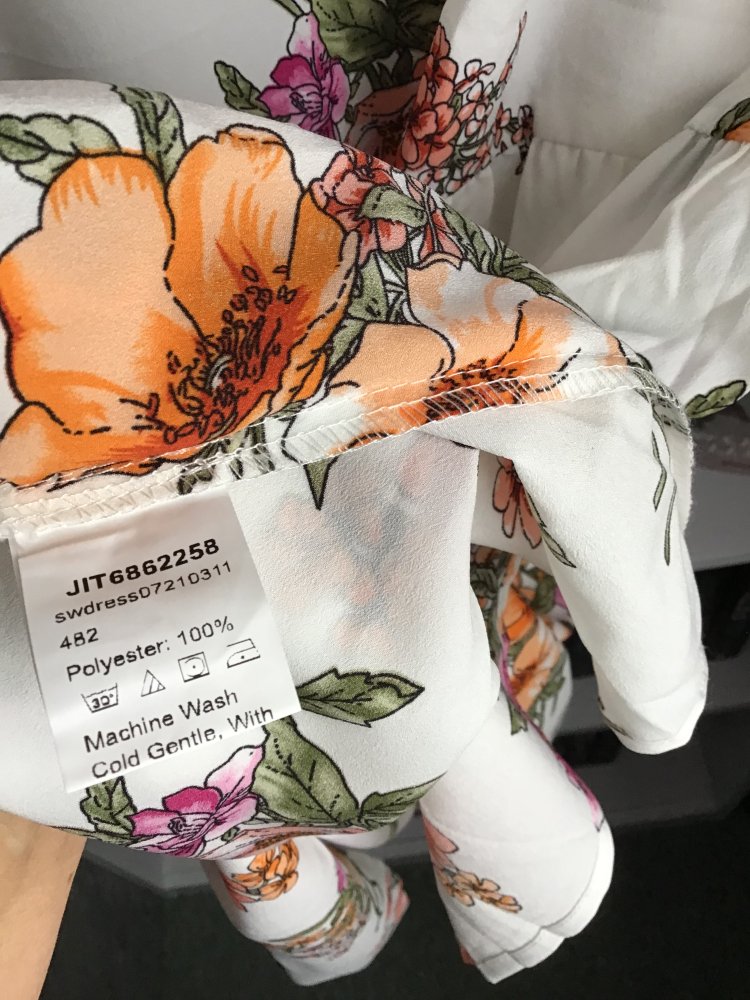 JIT6862258
swdress07210311
482
Polyester: 100%
30°
Machine Wash
Cold Gentle, With